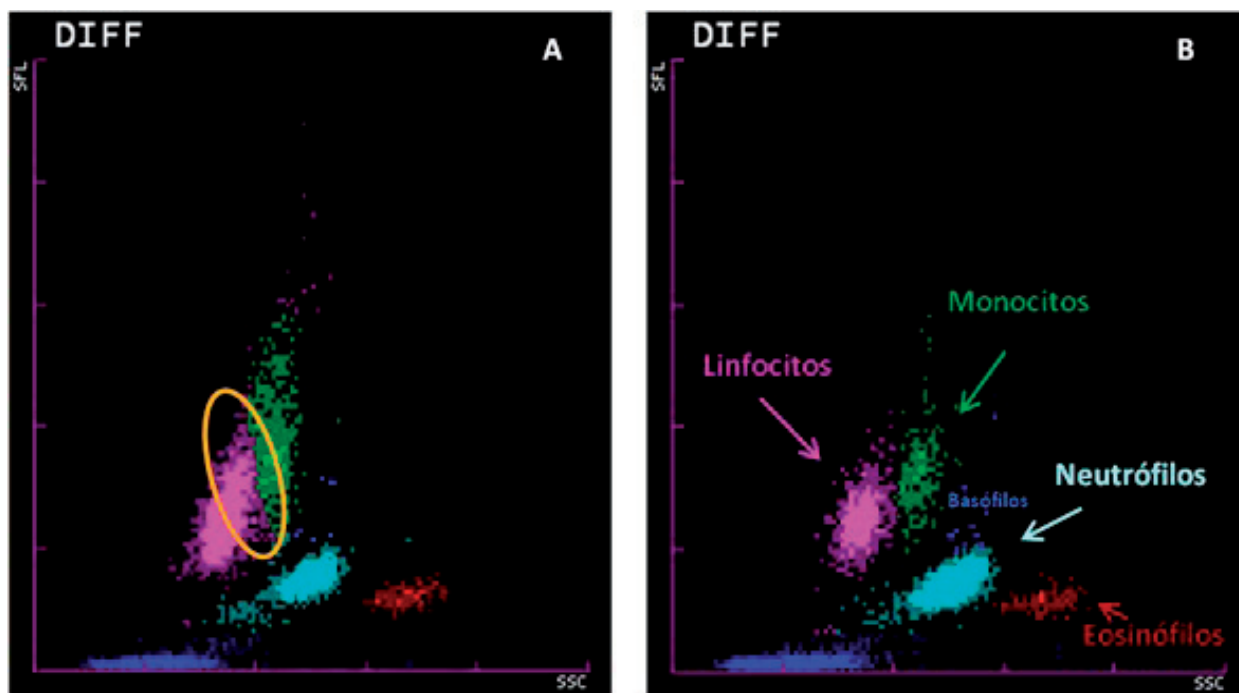 DIFF
A
SFL
SSC
DIFF
B
SFL
Monocitos
Linfocitos
Neutrófilos
Basófilos
Eosinófilos
SSC